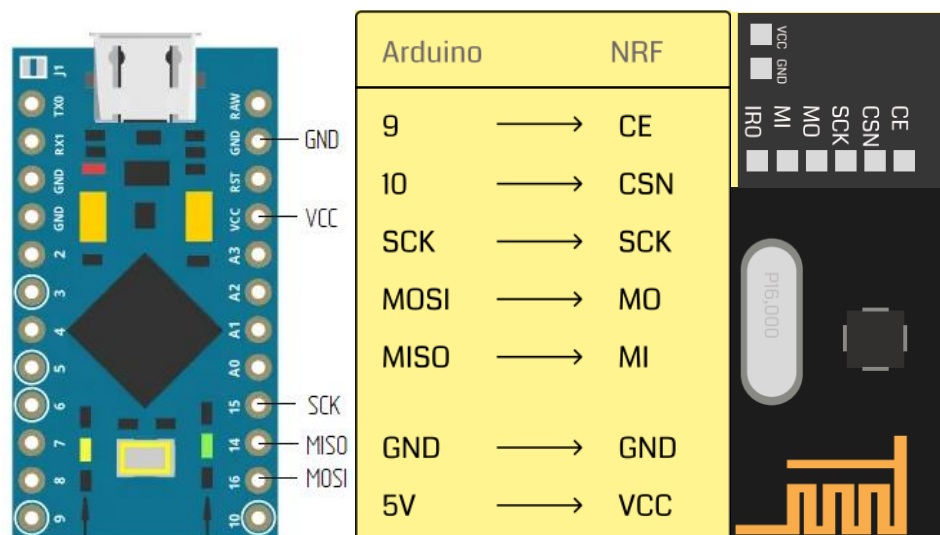 J1
TX0
RX1
GND
GND
2
3
4
5
6
7
8
9
RAW
GND
RST
VCC
A3
A2
A1
A0
15
14
16
10
GND
VCC
SCK
MISO
MOSI
Arduino NRF
9 → CE
10 → CSN
SCK → SCK
MOSI → MO
MISO → MI
GND → GND
5V → VCC
VCC
GND
IRO
MI
MO
SCK
CSN
CE
P16,000